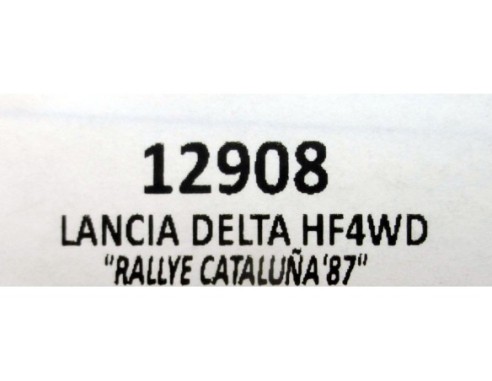 12908
LANCIA DELTA HF4WD
"RALLYE CATALUÑA'87"